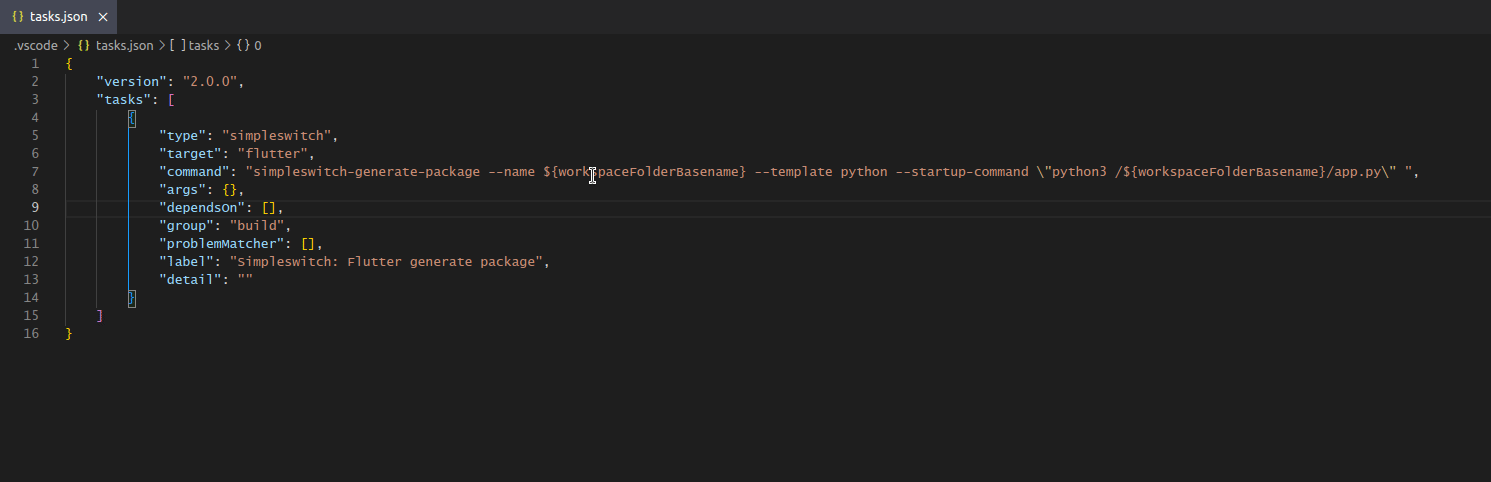 {} tasks.json ×
.vscode > {} tasks.json > [ ] tasks > {} 0
1 {
2     "version": "2.0.0",
3     "tasks": [
4         {
5             "type": "simpleswitch",
6             "target": "flutter",
7             "command": "simpleswitch-generate-package --name ${workspaceFolderBasename} --template python --startup-command \"python3 /${workspaceFolderBasename}/app.py\" ",
8             "args": {},
9             "dependsOn": [],
10             "group": "build",
11             "problemMatcher": [],
12             "label": "Simpleswitch: Flutter generate package",
13             "detail": ""
14         }
15     ]
16 }